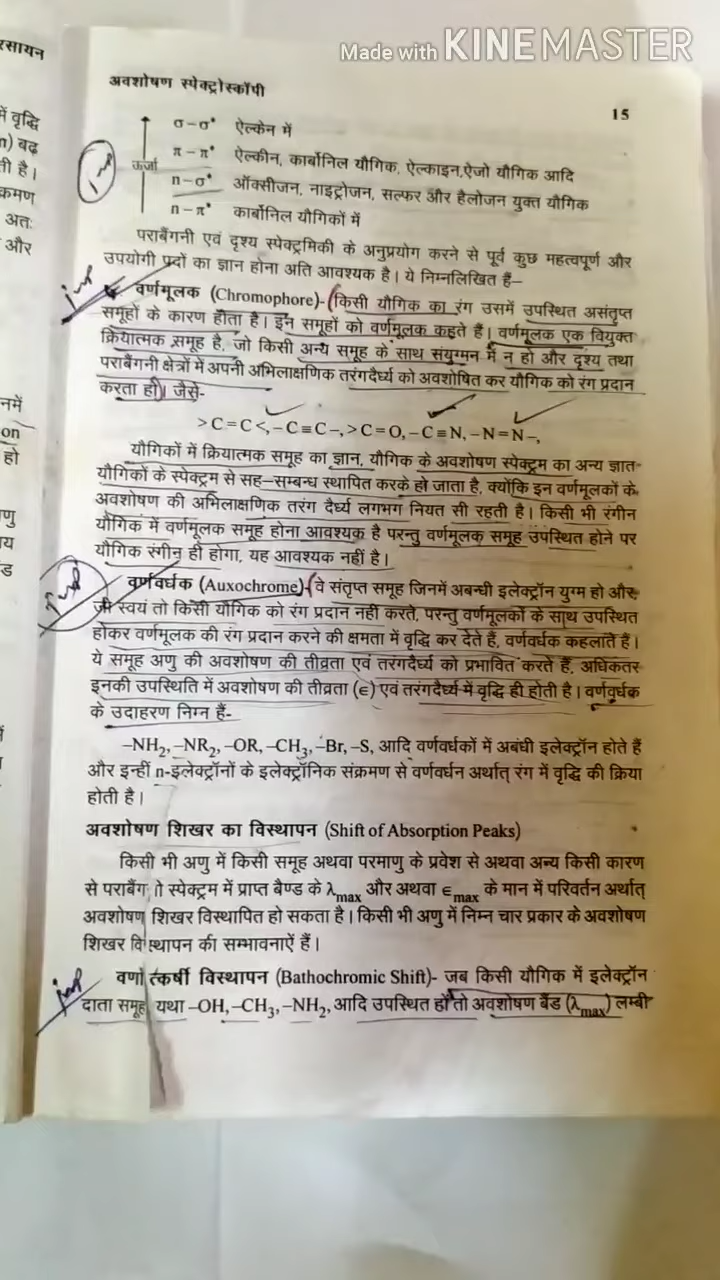 Made with KINEMASTER
रसायन
अवशोषण स्पेक्ट्रोस्कॉपी
15
में वृद्धि
n) बढ़
ती है।
क्रमण
अतः
और
ऊर्जा
σ–σ* ऐल्केन में
π–π* ऐल्कीन, कार्बोनिल यौगिक, ऐल्काइन, ऐजो यौगिक आदि
n–σ* ऑक्सीजन, नाइट्रोजन, सल्फर और हैलोजन युक्त यौगिक
n–π* कार्बोनिल यौगिकों में
पराबैंगनी एवं दृश्य स्पेक्ट्रमिकी के अनुप्रयोग करने से पूर्व कुछ महत्वपूर्ण और
उपयोगी पदों का ज्ञान होना अति आवश्यक है। ये निम्नलिखित हैं–
imp
वर्णमूलक (Chromophore)- किसी यौगिक का रंग उसमें उपस्थित असंतृप्त
समूहों के कारण होता है। इन समूहों को वर्णमूलक कहते हैं। वर्णमूलक एक वियुक्त
क्रियात्मक समूह है, जो किसी अन्य समूह के साथ संयुग्मन में न हो और दृश्य तथा
पराबैंगनी क्षेत्रों में अपनी अभिलाक्षणिक तरंगदैर्ध्य को अवशोषित कर यौगिक को रंग प्रदान
करता हो। जैसे-
>C=C<, –C≡C–, >C=O, –C≡N, –N=N–,
यौगिकों में क्रियात्मक समूह का ज्ञान, यौगिक के अवशोषण स्पेक्ट्रम का अन्य ज्ञात
यौगिकों के स्पेक्ट्रम से सह–सम्बन्ध स्थापित करके हो जाता है, क्योंकि इन वर्णमूलकों के
अवशोषण की अभिलाक्षणिक तरंग दैर्ध्य लगभग नियत सी रहती है। किसी भी रंगीन
यौगिक में वर्णमूलक समूह होना आवश्यक है परन्तु वर्णमूलक समूह उपस्थित होने पर
यौगिक रंगीन ही होगा, यह आवश्यक नहीं है।
imp
वर्णवर्धक (Auxochrome)- वे संतृप्त समूह जिनमें अबन्धी इलेक्ट्रॉन युग्म हो और
जो स्वयं तो किसी यौगिक को रंग प्रदान नहीं करते, परन्तु वर्णमूलकों के साथ उपस्थित
होकर वर्णमूलक की रंग प्रदान करने की क्षमता में वृद्धि कर देते हैं, वर्णवर्धक कहलाते हैं।
ये समूह अणु की अवशोषण की तीव्रता एवं तरंगदैर्ध्य को प्रभावित करते हैं, अधिकतर
इनकी उपस्थिति में अवशोषण की तीव्रता (∈) एवं तरंगदैर्ध्य में वृद्धि ही होती है। वर्णवर्धक
के उदाहरण निम्न हैं-
–NH₂, –NR₂, –OR, –CH₃, –Br, –S, आदि वर्णवर्धकों में अबंधी इलेक्ट्रॉन होते हैं
और इन्हीं n-इलेक्ट्रॉनों के इलेक्ट्रॉनिक संक्रमण से वर्णवर्धन अर्थात् रंग में वृद्धि की क्रिया
होती है।
अवशोषण शिखर का विस्थापन (Shift of Absorption Peaks)
किसी भी अणु में किसी समूह अथवा परमाणु के प्रवेश से अथवा अन्य किसी कारण
से स्पेक्ट्रम में प्राप्त बैण्ड के λmax और अथवा ∈max के मान में परिवर्तन अर्थात्
अवशोषण शिखर विस्थापित हो सकता है। किसी भी अणु में निम्न चार प्रकार के अवशोषण
शिखर विस्थापन की सम्भावनाऐं हैं।
imp
वर्णोत्कर्षी विस्थापन (Bathochromic Shift)- जब किसी यौगिक में इलेक्ट्रॉन
दाता समूह यथा –OH, –CH₃, –NH₂, आदि उपस्थित हों तो अवशोषण बैंड (λmax) लम्बी
नमें
on
हो